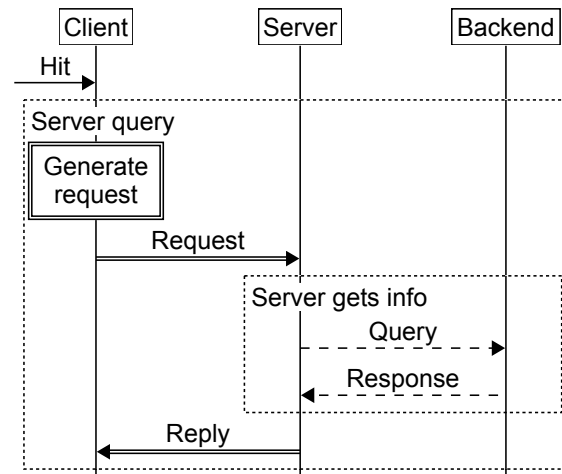 Client
Server
Backend
Hit
Server query
Generate
request
Request
Server gets info
Query
Response
Reply